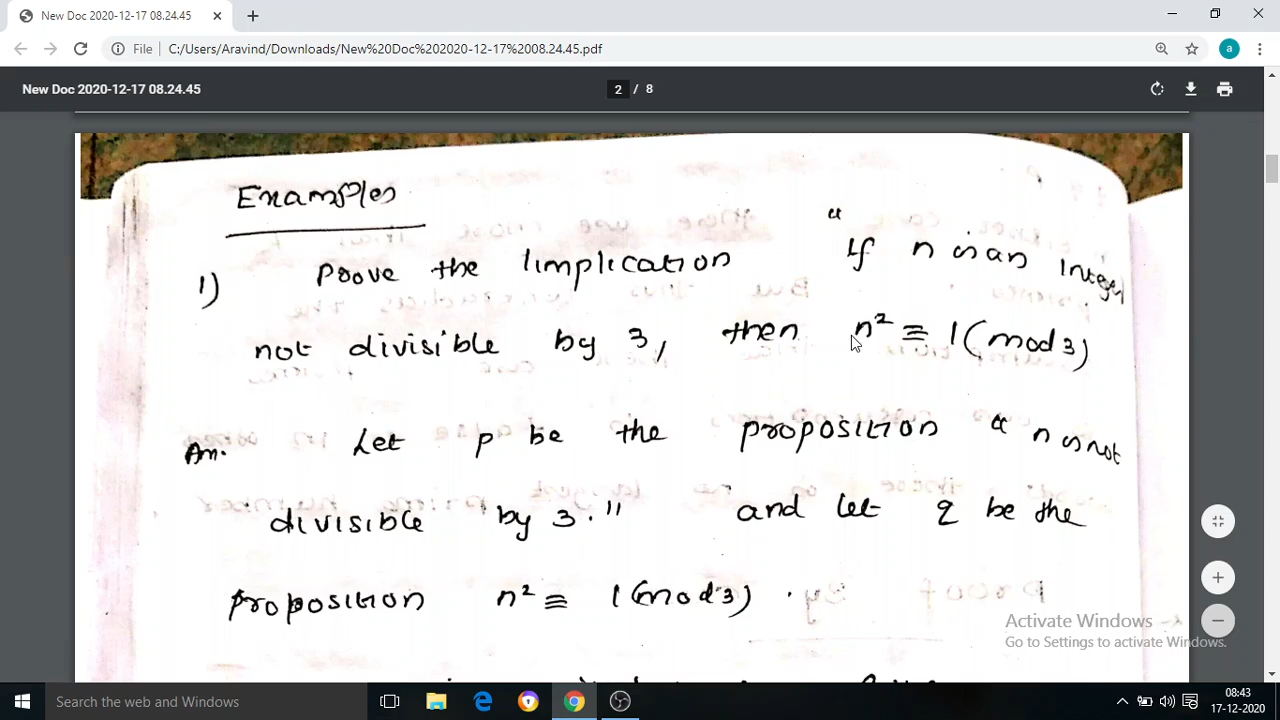 New Doc 2020-12-17 08.24.45
File C:/Users/Aravind/Downloads/New%20Doc%202020-12-17%2008.24.45.pdf
a
New Doc 2020-12-17 08.24.45
2 / 8
Examples
1) Prove the limplication "If n is an Integer
not divisible by 3, then n² ≡ 1(mod 3)
An. Let p be the proposition "n is not
divisible by 3." and let q be the
proposition n² ≡ 1(mod 3).
Activate Windows
Go to Settings to activate Windows.
Search the web and Windows
08:43
17-12-2020